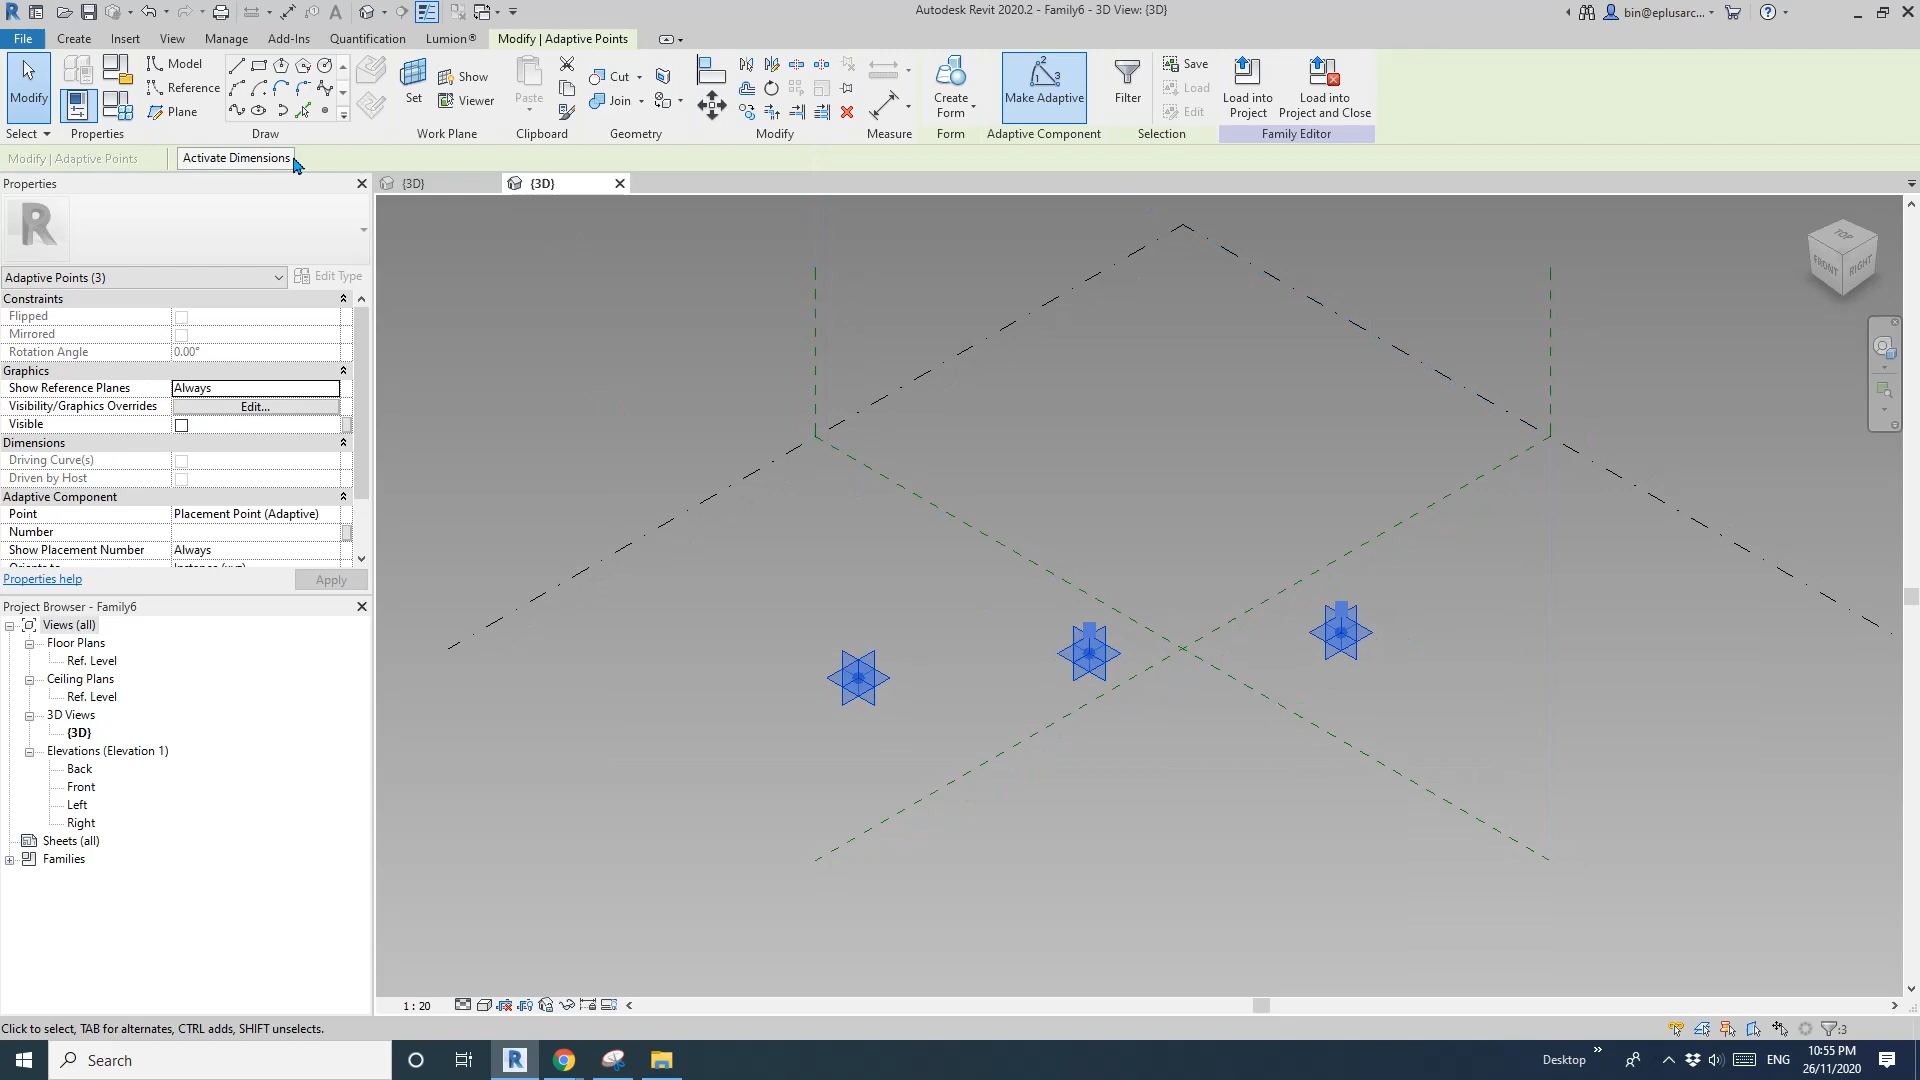 Autodesk Revit 2020.2 - Family6 - 3D View: {3D}
bin@eplusarc...
File Create Insert View Manage Add-Ins Quantification Lumion® Modify | Adaptive Points
Modify
Select
Properties
Model
Reference
Plane
Draw
Set
Show
Viewer
Work Plane
Paste
Clipboard
Cut
Join
Geometry
Modify
Measure
Create
Form
Form
Make Adaptive
Adaptive Component
Filter
Save
Load
Edit
Selection
Load into
Project
Load into
Project and Close
Family Editor
Modify | Adaptive Points
Activate Dimensions
Properties
{3D}
{3D}
R
Adaptive Points (3)
Edit Type
Constraints
Flipped
Mirrored
Rotation Angle 0.00°
Graphics
Show Reference Planes Always
Visibility/Graphics Overrides Edit...
Visible
Dimensions
Driving Curve(s)
Driven by Host
Adaptive Component
Point Placement Point (Adaptive)
Number
Show Placement Number Always
Properties help
Apply
Project Browser - Family6
Views (all)
Floor Plans
Ref. Level
Ceiling Plans
Ref. Level
3D Views
{3D}
Elevations (Elevation 1)
Back
Front
Left
Right
Sheets (all)
Families
TOP
FRONT
RIGHT
1 : 20
Click to select, TAB for alternates, CTRL adds, SHIFT unselects.
:3
Search
Desktop
ENG
10:55 PM
26/11/2020